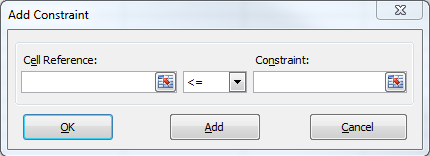 Add Constraint
Cell Reference: Constraint:
<=
OK Add Cancel